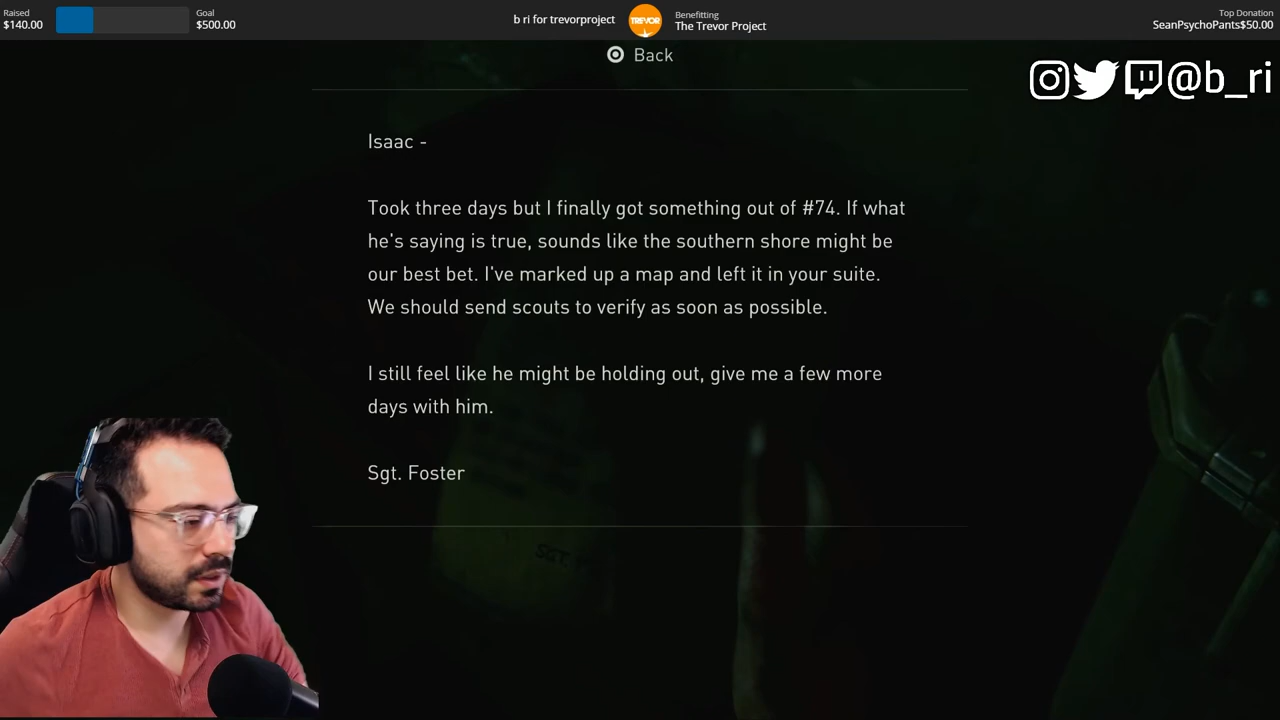 Raised
$140.00
Goal
$500.00
b ri for trevorproject
TREVOR
Benefitting
The Trevor Project
Top Donation
SeanPsychoPants$50.00
Back
@b_ri
Isaac -
Took three days but I finally got something out of #74. If what
he's saying is true, sounds like the southern shore might be
our best bet. I've marked up a map and left it in your suite.
We should send scouts to verify as soon as possible.
I still feel like he might be holding out, give me a few more
days with him.
Sgt. Foster
SGT.